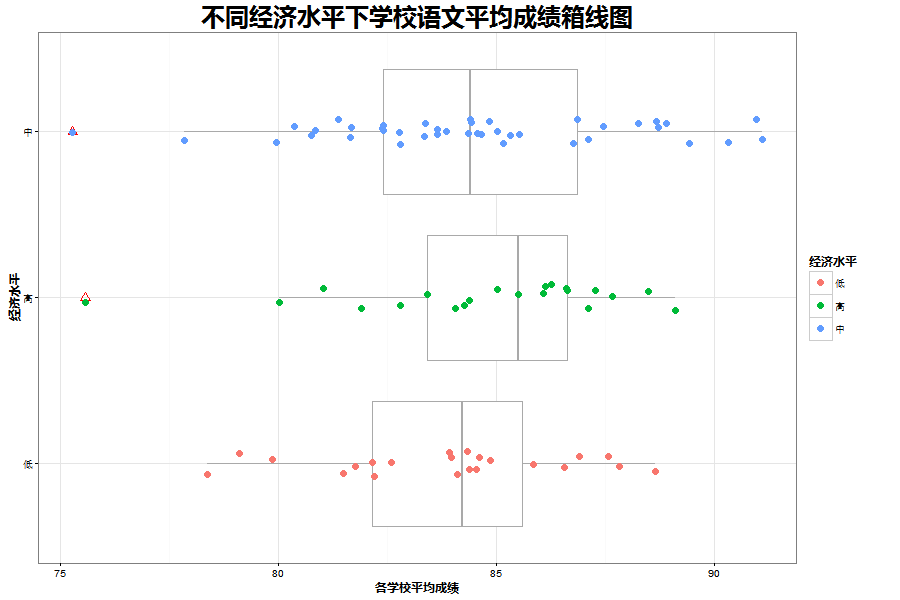 不同经济水平下学校语文平均成绩箱线图
中
高
低
经济水平
75 80 85 90
各学校平均成绩
经济水平
低
高
中